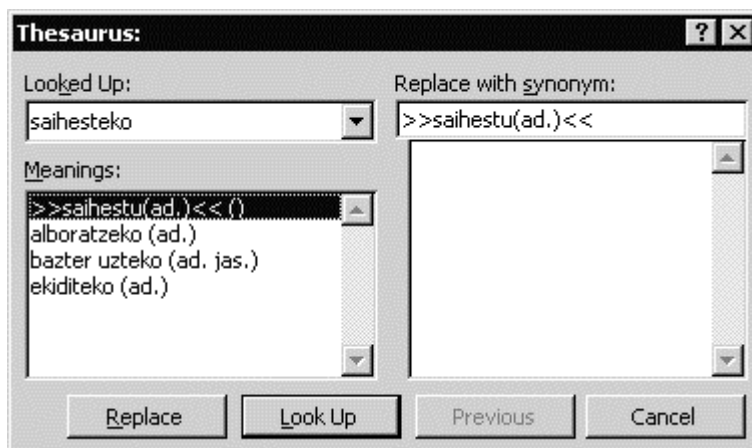 Thesaurus:
Looked Up:
saihesteko
Meanings:
>>saihestu(ad.)<< ()
alboratzeko (ad.)
bazter uzteko (ad. jas.)
ekiditeko (ad.)
Replace with synonym:
>>saihestu(ad.)<<
Replace
Look Up
Previous
Cancel